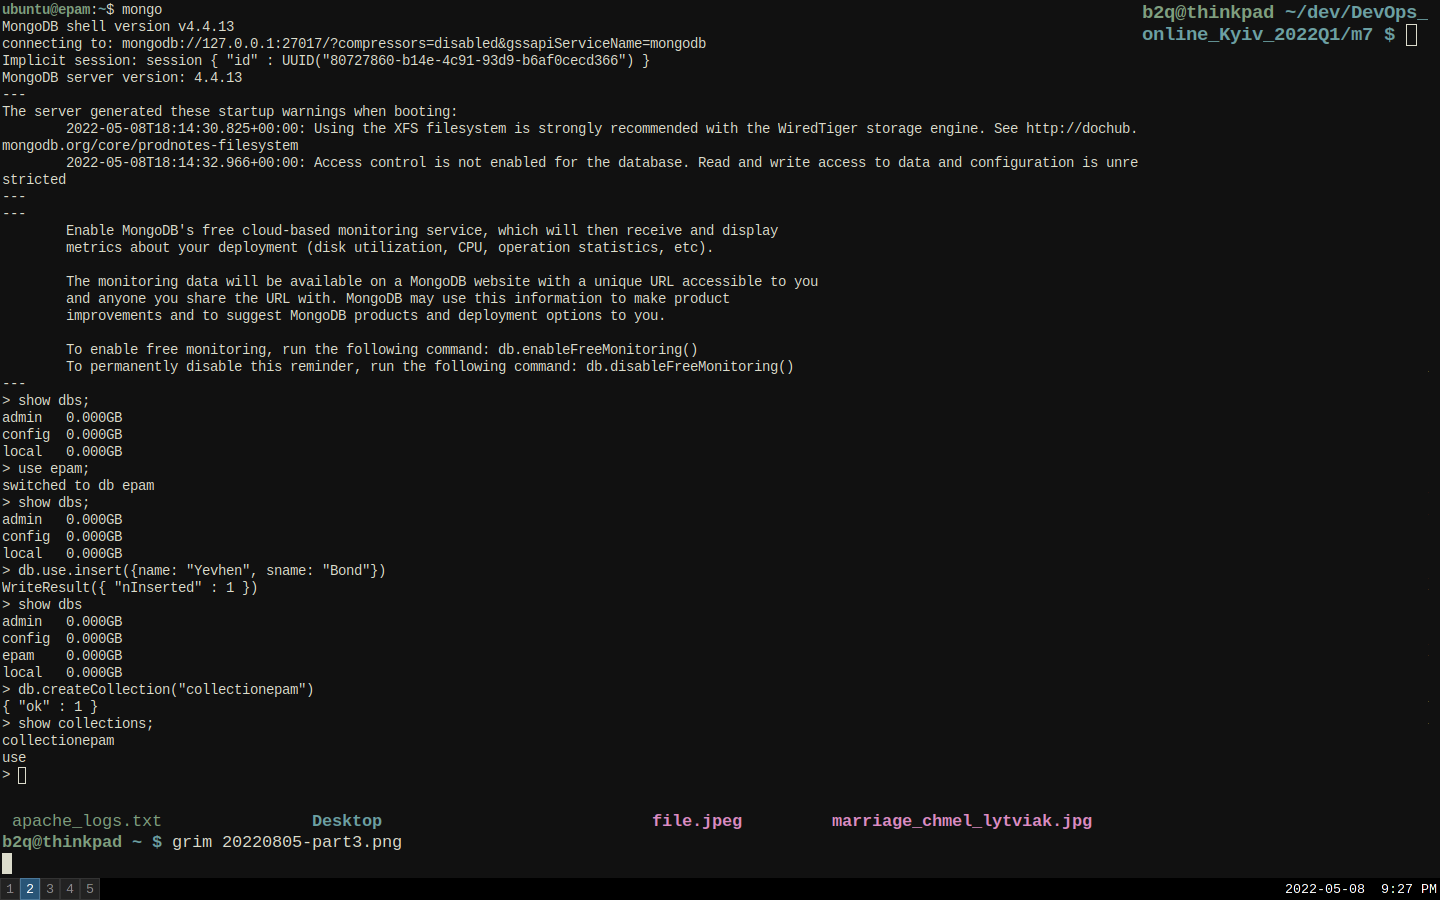 ubuntu@epam:~$ mongo
MongoDB shell version v4.4.13
connecting to: mongodb://127.0.0.1:27017/?compressors=disabled&gssapiServiceName=mongodb
Implicit session: session { "id" : UUID("80727860-b14e-4c91-93d9-b6af0cecd366") }
MongoDB server version: 4.4.13
---
The server generated these startup warnings when booting:
        2022-05-08T18:14:30.825+00:00: Using the XFS filesystem is strongly recommended with the WiredTiger storage engine. See http://dochub.
mongodb.org/core/prodnotes-filesystem
        2022-05-08T18:14:32.966+00:00: Access control is not enabled for the database. Read and write access to data and configuration is unre
stricted
---
---
        Enable MongoDB's free cloud-based monitoring service, which will then receive and display
        metrics about your deployment (disk utilization, CPU, operation statistics, etc).

        The monitoring data will be available on a MongoDB website with a unique URL accessible to you
        and anyone you share the URL with. MongoDB may use this information to make product
        improvements and to suggest MongoDB products and deployment options to you.

        To enable free monitoring, run the following command: db.enableFreeMonitoring()
        To permanently disable this reminder, run the following command: db.disableFreeMonitoring()
---
> show dbs;
admin   0.000GB
config  0.000GB
local   0.000GB
> use epam;
switched to db epam
> show dbs;
admin   0.000GB
config  0.000GB
local   0.000GB
> db.use.insert({name: "Yevhen", sname: "Bond"})
WriteResult({ "nInserted" : 1 })
> show dbs
admin   0.000GB
config  0.000GB
epam    0.000GB
local   0.000GB
> db.createCollection("collectionepam")
{ "ok" : 1 }
> show collections;
collectionepam
use
>
b2q@thinkpad ~/dev/DevOps_
online_Kyiv_2022Q1/m7 $
apache_logs.txt               Desktop                           file.jpeg         marriage_chmel_lytviak.jpg
b2q@thinkpad ~ $ grim 20220805-part3.png
1 2 3 4 5                    2022-05-08  9:27 PM